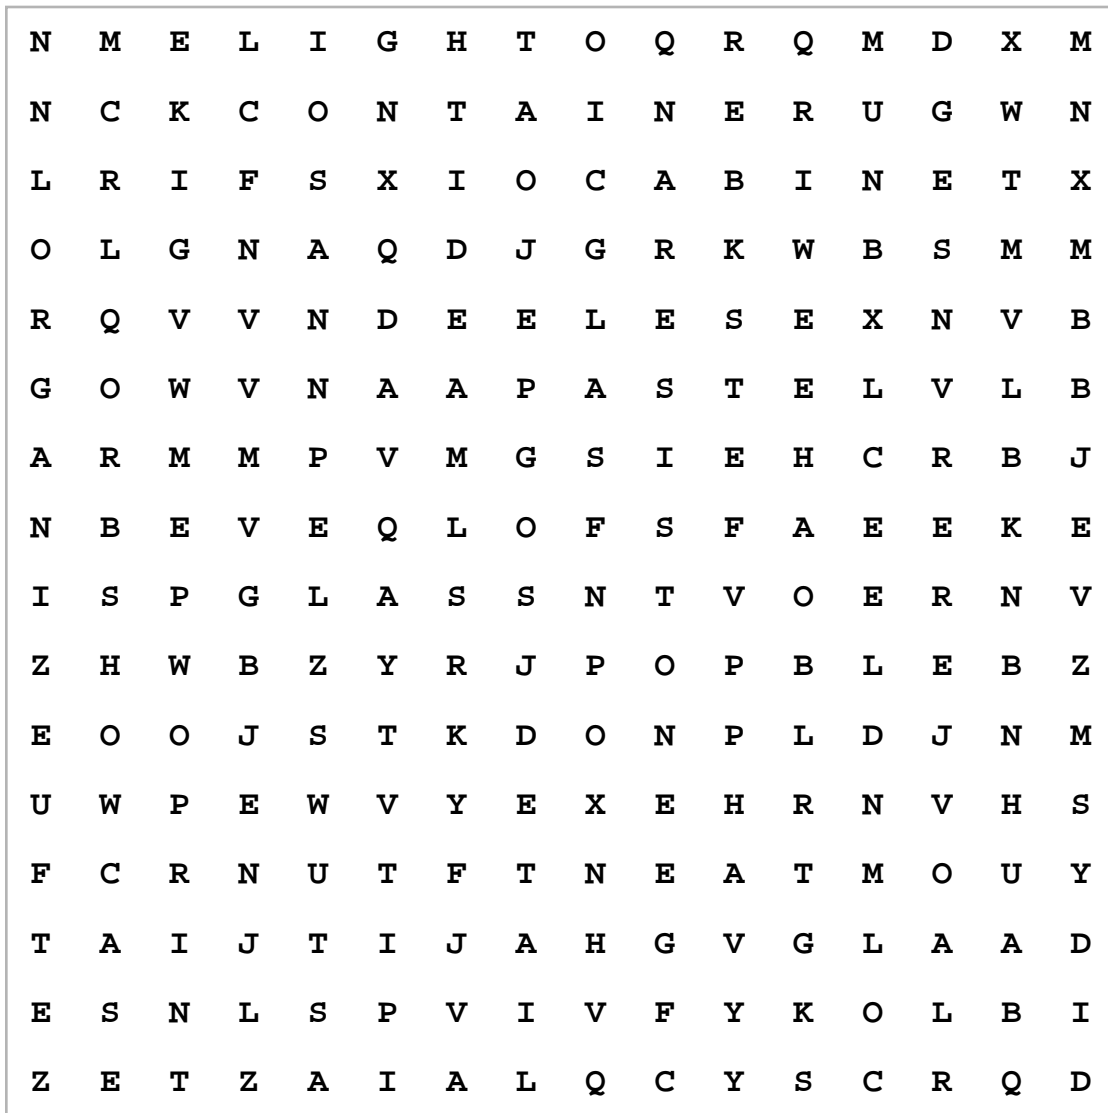 N M E L I G H T O Q R Q M D X M
N C K C O N T A I N E R U G W N
L R I F S X I O C A B I N E T X
O L G N A Q D J G R K W B S M M
R Q V V N D E E L E S E X N V B
G O W V N A A P A S T E L V L B
A R M M P V M G S I E H C R B J
N B E V E Q L O F S F A E E K E
I S P G L A S S N T V O E R N V
Z H W B Z Y R J P O P B L E B Z
E O O J S T K D O N P L D J N M
U W P E W V Y E X E H R N V H S
F C R N U T F T N E A T M O U Y
T A I J T I J A H G V G L A A D
E S N L S P V I V F Y K O L B I
Z E T Z A I A L Q C Y S C R Q D